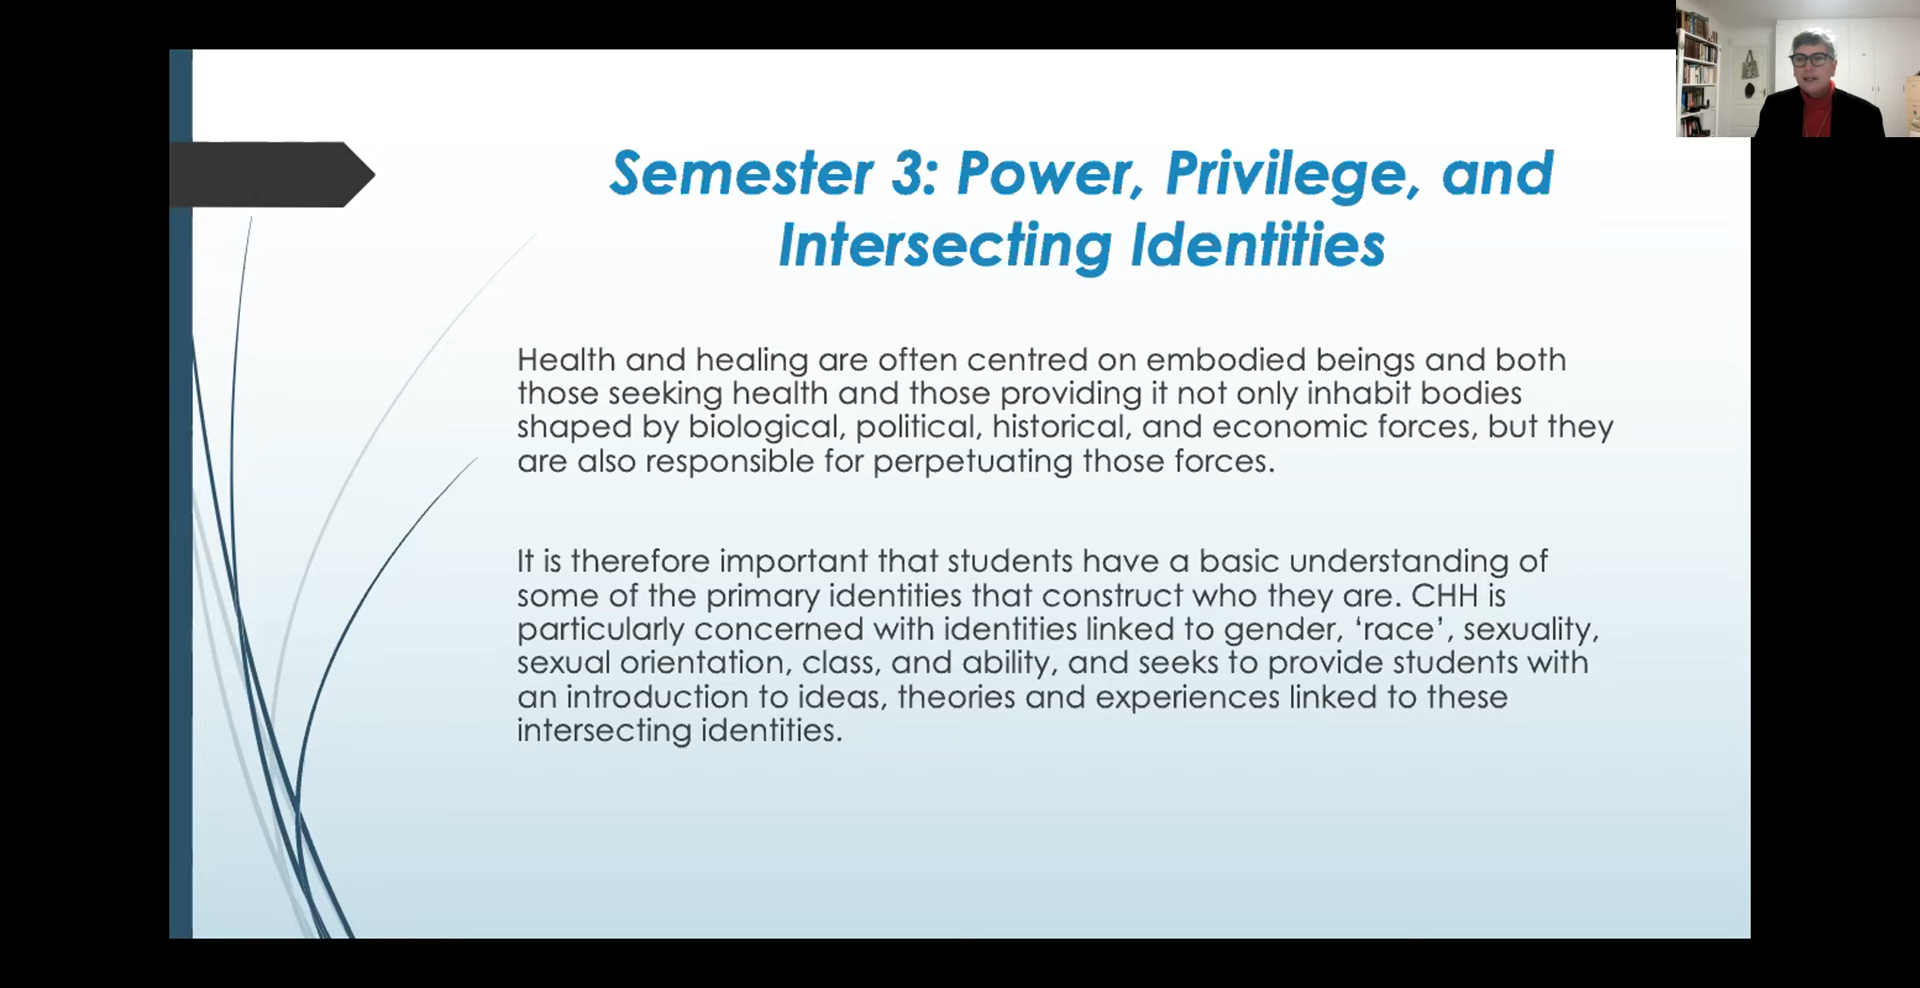 Semester 3: Power, Privilege, and
Intersecting Identities
Health and healing are often centred on embodied beings and both
those seeking health and those providing it not only inhabit bodies
shaped by biological, political, historical, and economic forces, but they
are also responsible for perpetuating those forces.
It is therefore important that students have a basic understanding of
some of the primary identities that construct who they are. CHH is
particularly concerned with identities linked to gender, ‘race’, sexuality,
sexual orientation, class, and ability, and seeks to provide students with
an introduction to ideas, theories and experiences linked to these
intersecting identities.